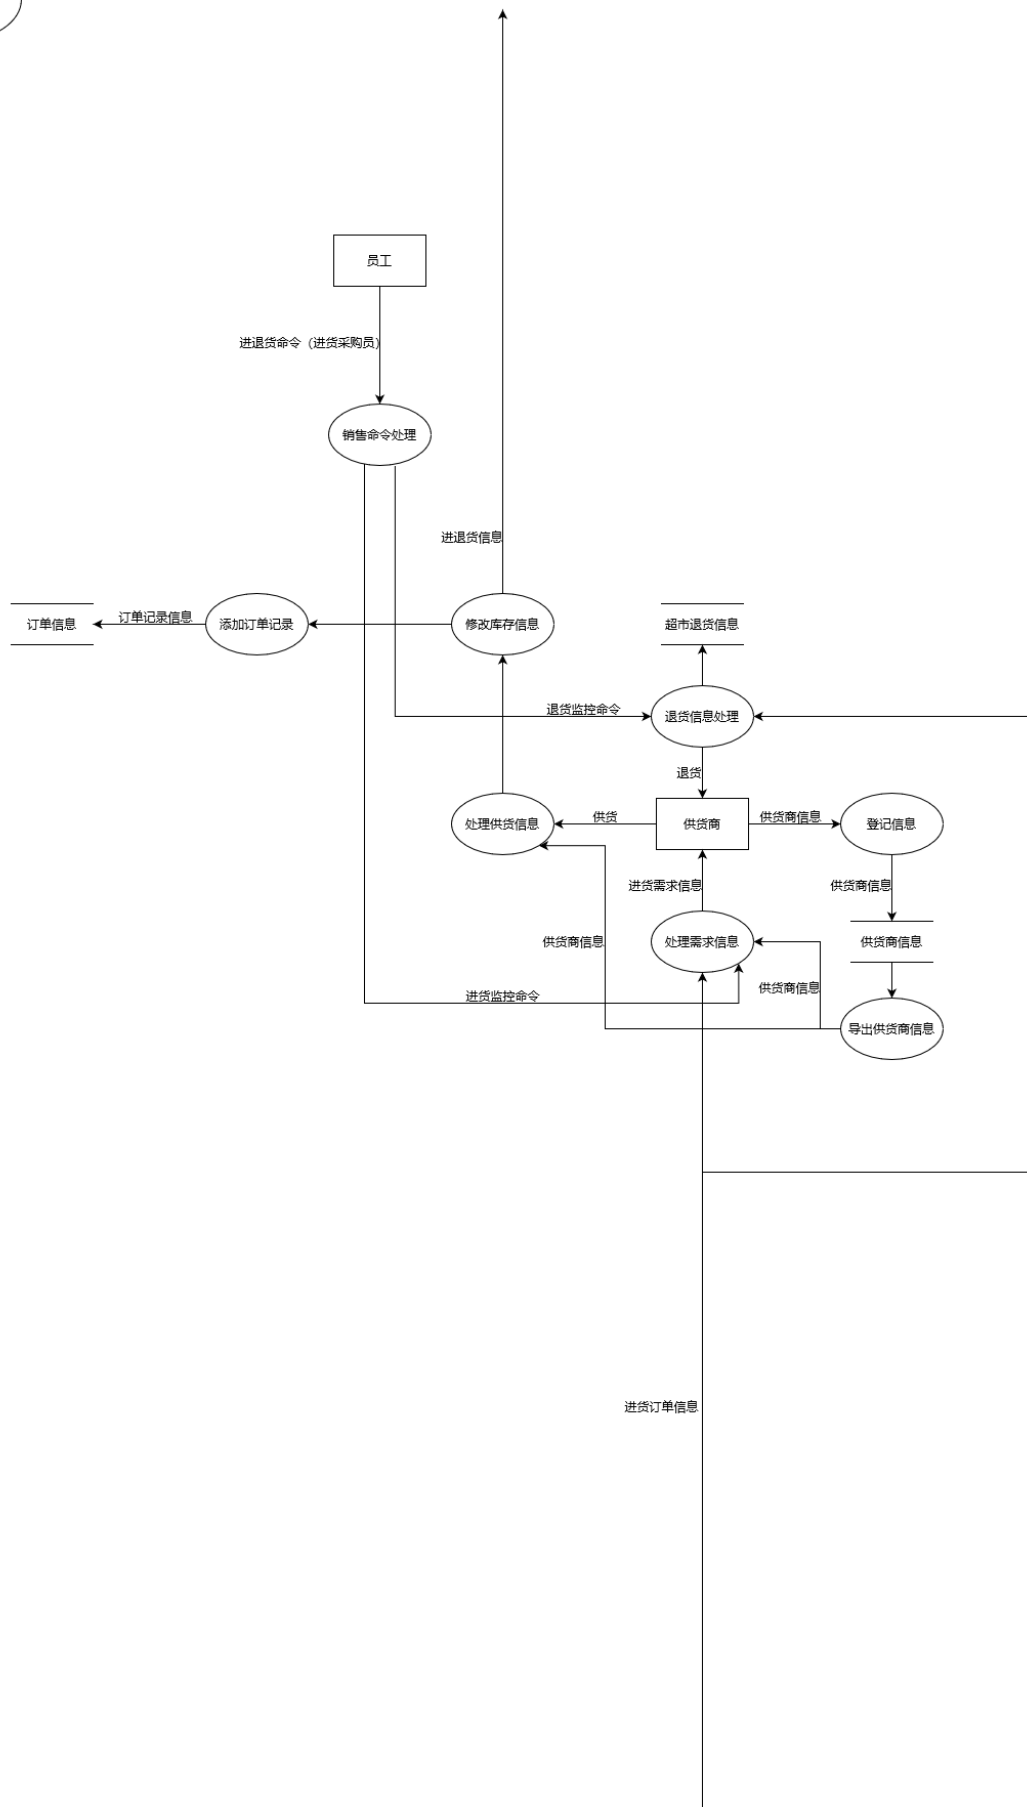 员工
进退货命令（进货采购员）
销售命令处理
进退货信息
订单信息
订单记录信息
添加订单记录
修改库存信息
超市退货信息
退货监控命令
退货信息处理
退货
处理供货信息
供货
供货商
供货商信息
登记信息
进货需求信息
供货商信息
供货商信息
处理需求信息
供货商信息
进货监控命令
供货商信息
导出供货商信息
进货订单信息